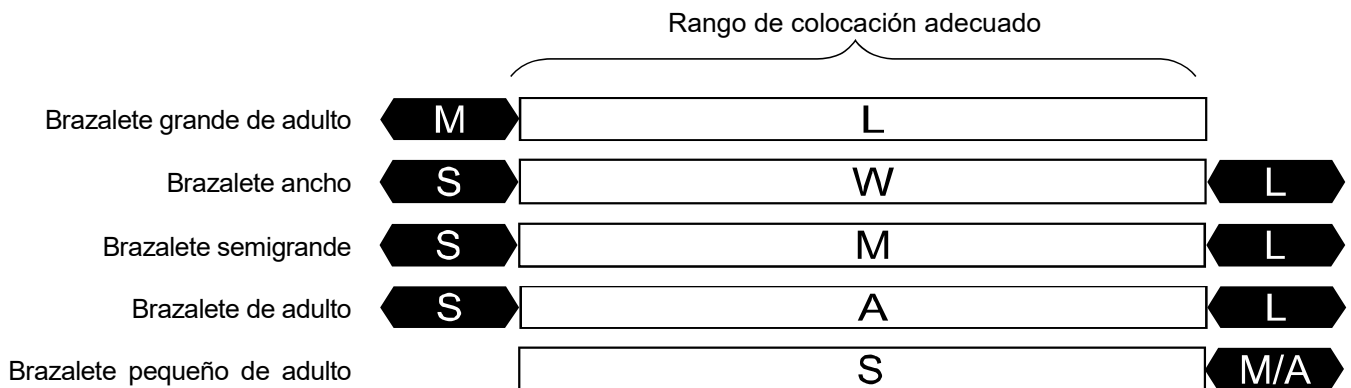 Rango de colocación adecuado
Brazalete grande de adulto M L
Brazalete ancho S W L
Brazalete semigrande S M L
Brazalete de adulto S A L
Brazalete pequeño de adulto S M/A